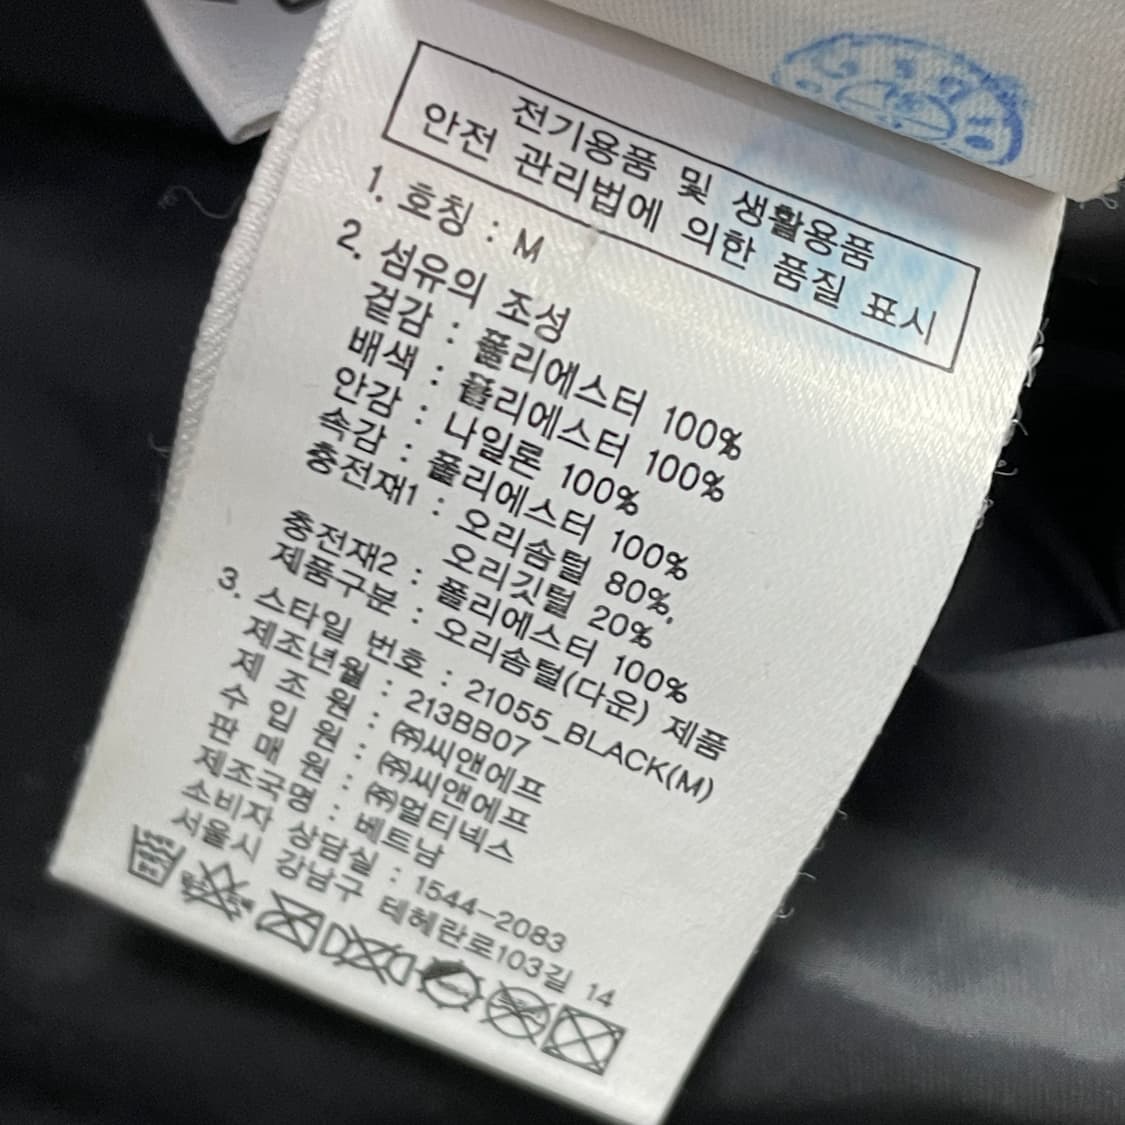 전기용품 및 생활용품
안전 관리법에 의한 품질 표시
1. 호칭 : M
2. 섬유의 조성
겉감 : 폴리에스터 100%
배색 : 폴리에스터 100%
안감 : 나일론 100%
속감 : 폴리에스터 100%
충전재1 : 오리솜털 80%,
오리깃털 20%
충전재2 : 폴리에스터 100%
제품구분 : 오리솜털(다운) 제품
3. 스타일 번호 : 21055_BLACK(M)
제조년월 : 213BB07
제 조 원 : ㈜씨앤에프
수 입 원 : ㈜씨앤에프
판 매 원 : ㈜멀티넥스
제조국명 : 베트남
소비자 상담실 : 1544-2083
서울시 강남구 테헤란로103길 14